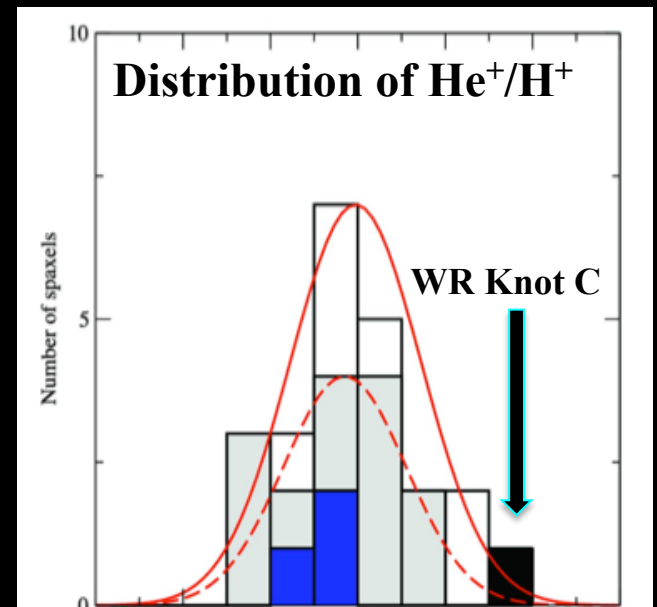 10
Distribution of He⁺/H⁺
WR Knot C
Number of spaxels
5
0